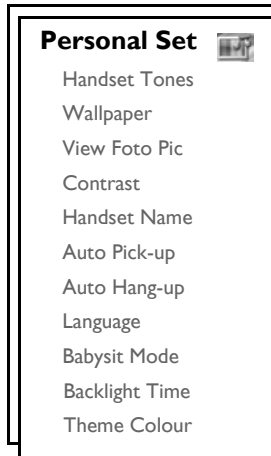 Personal Set
Handset Tones
Wallpaper
View Foto Pic
Contrast
Handset Name
Auto Pick-up
Auto Hang-up
Language
Babysit Mode
Backlight Time
Theme Colour